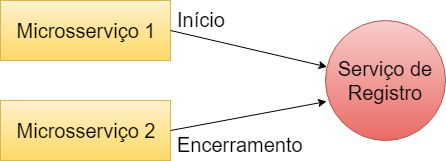 Microsserviço 1
Início
Serviço de
Registro
Microsserviço 2
Encerramento